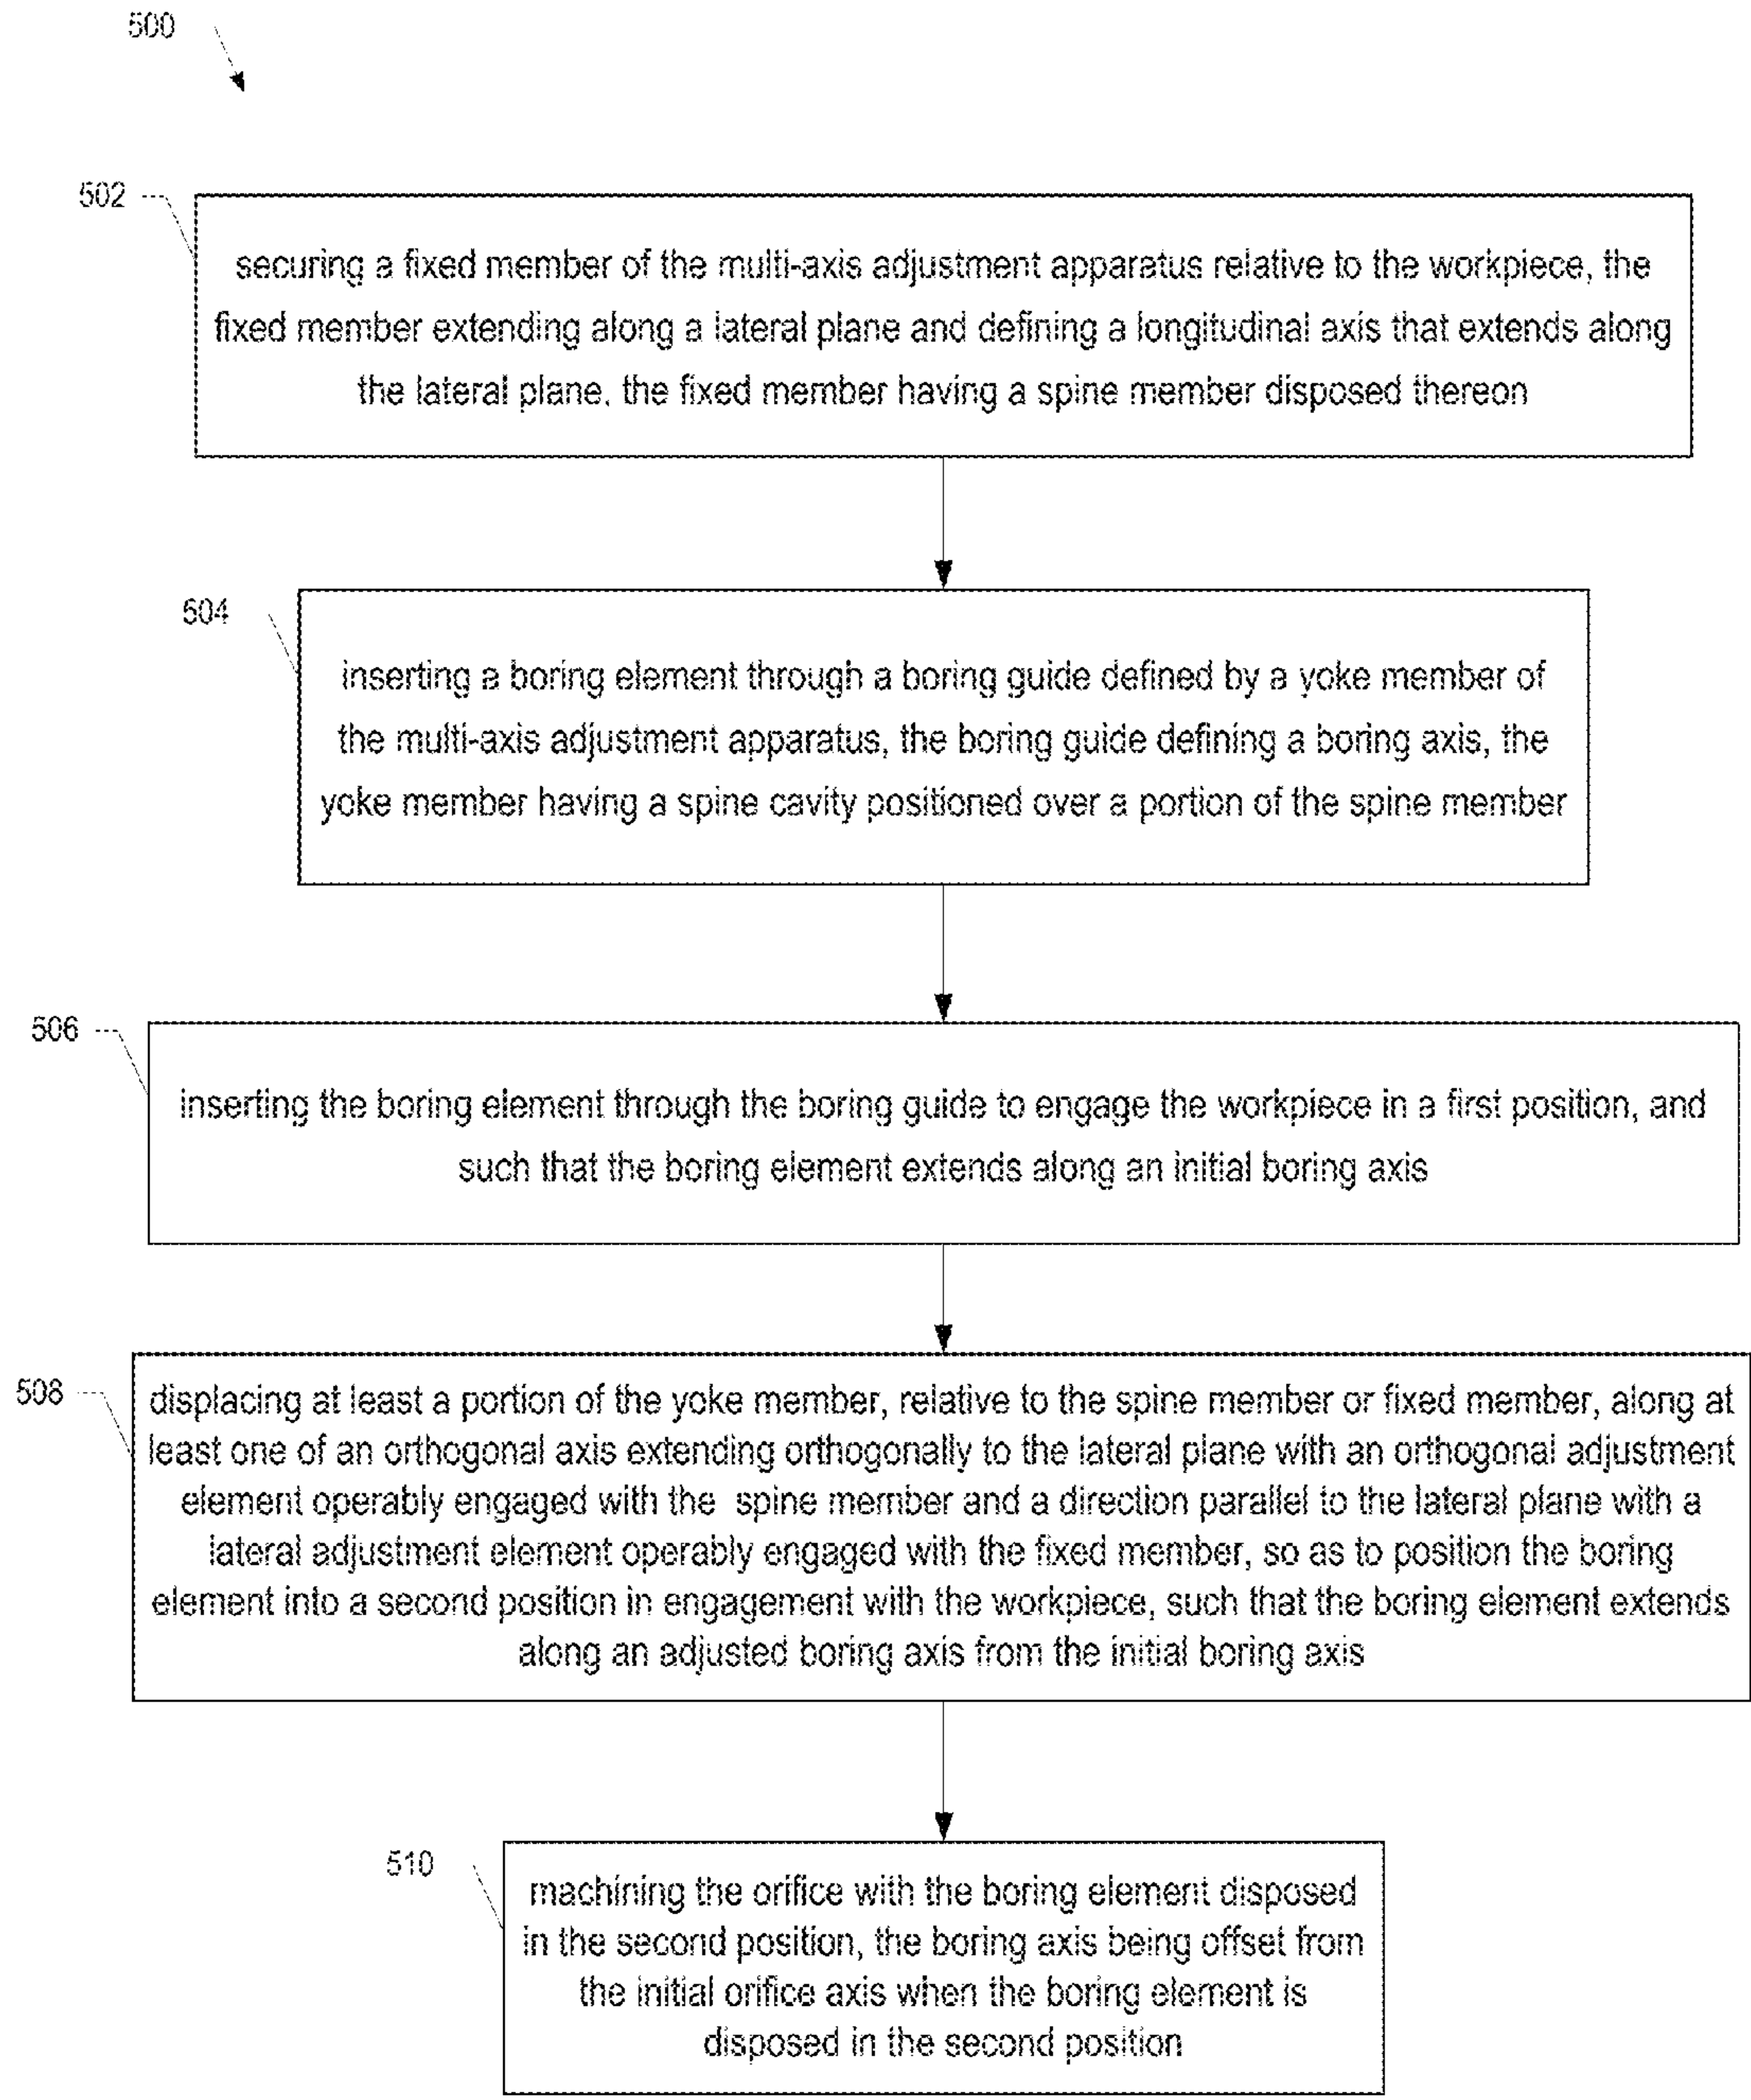 500
502
securing a fixed member of the multi-axis adjustment apparatus relative to the workpiece, the
fixed member extending along a lateral plane and defining a longitudinal axis that extends along
the lateral plane, the fixed member having a spine member disposed thereon
504
inserting a boring element through a boring guide defined by a yoke member of
the multi-axis adjustment apparatus, the boring guide defining a boring axis, the
yoke member having a spine cavity positioned over a portion of the spine member
506
inserting the boring element through the boring guide to engage the workpiece in a first position, and
such that the boring element extends along an initial boring axis
508
displacing at least a portion of the yoke member, relative to the spine member or fixed member, along at
least one of an orthogonal axis extending orthogonally to the lateral plane with an orthogonal adjustment
element operably engaged with the spine member and a direction parallel to the lateral plane with a
lateral adjustment element operably engaged with the fixed member, so as to position the boring
element into a second position in engagement with the workpiece, such that the boring element extends
along an adjusted boring axis from the initial boring axis
510
machining the orifice with the boring element disposed
in the second position, the boring axis being offset from
the initial orifice axis when the boring element is
disposed in the second position